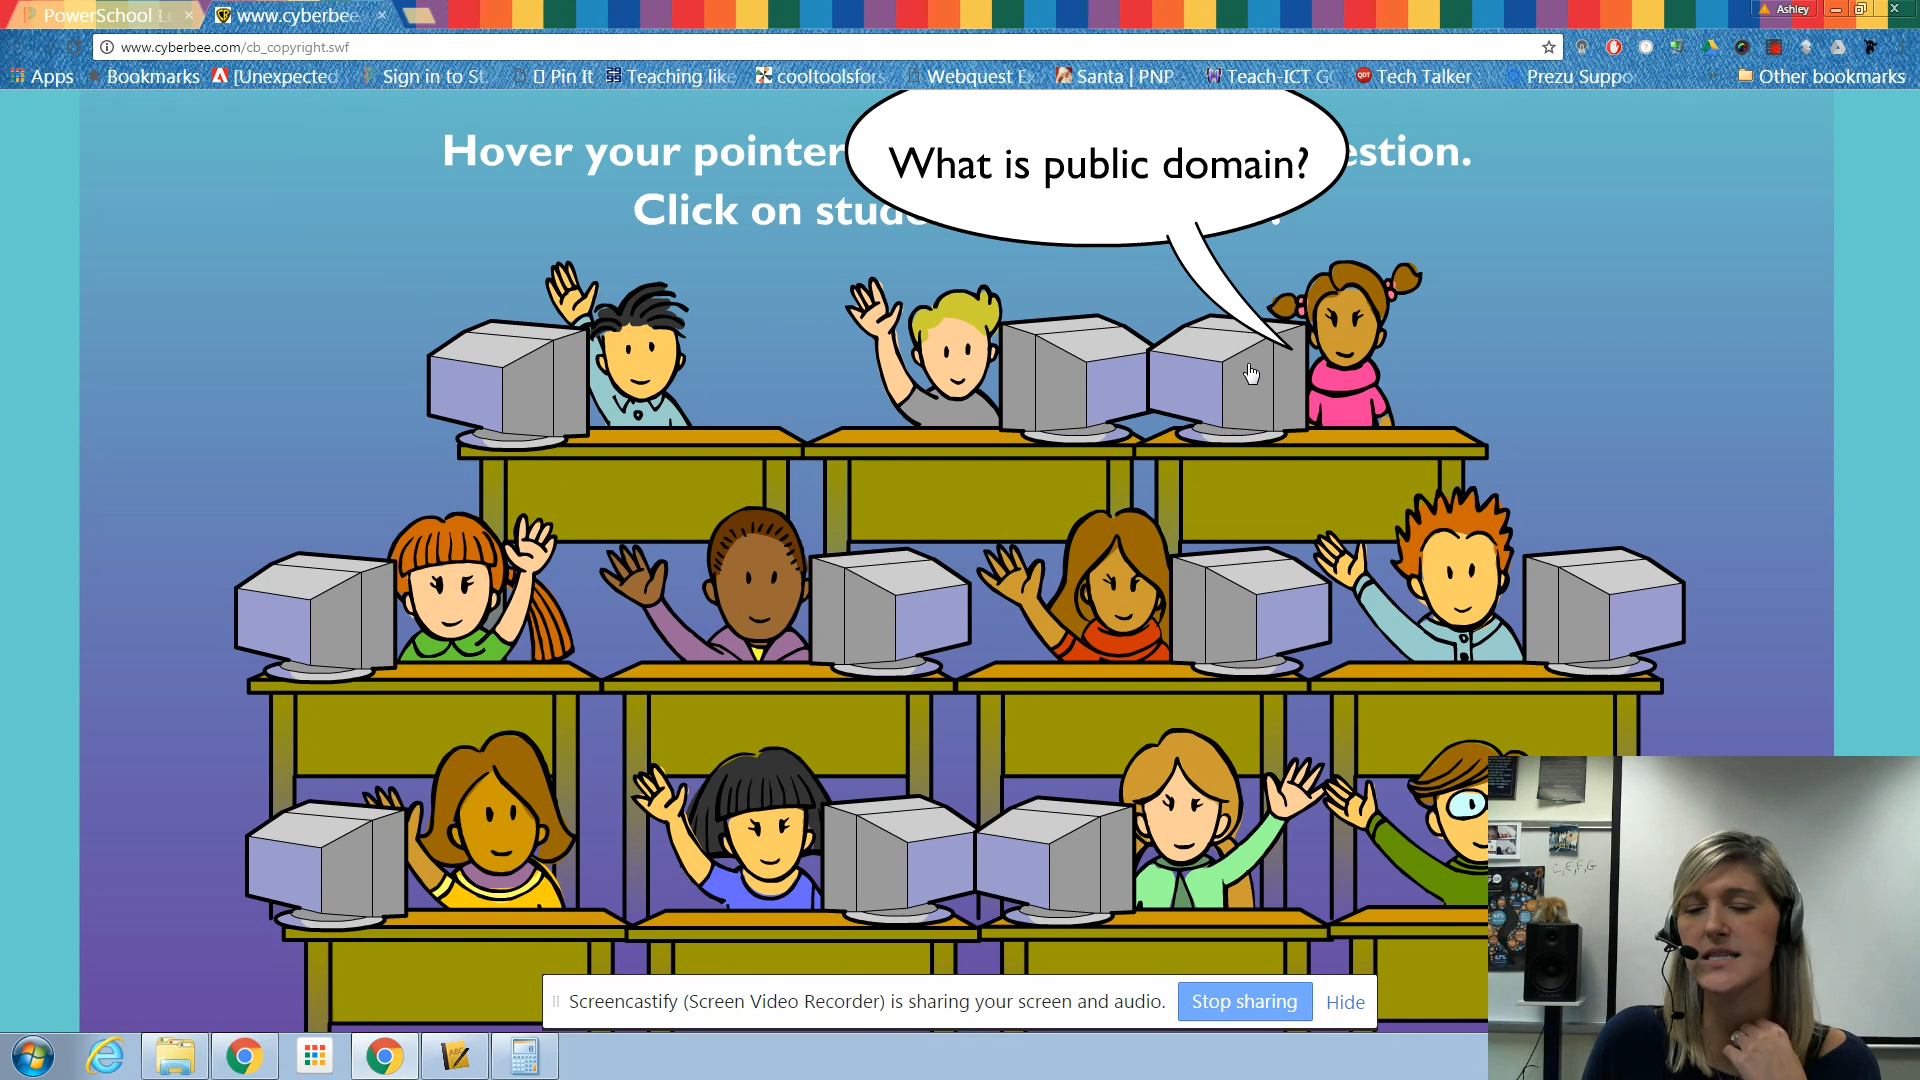 PowerSchool Le
www.cyberbee
Ashley
www.cyberbee.com/cb_copyright.swf
Apps
Bookmarks
[Unexpected
Sign in to St.
Pin It
Teaching like
cooltoolsfors
Webquest E
Santa | PNP
Teach-ICT G
Tech Talker
Prezu Suppo
Other bookmarks
What is public domain?
Hover your pointer estion.
Click on stud
Screencastify (Screen Video Recorder) is sharing your screen and audio.
Stop sharing
Hide